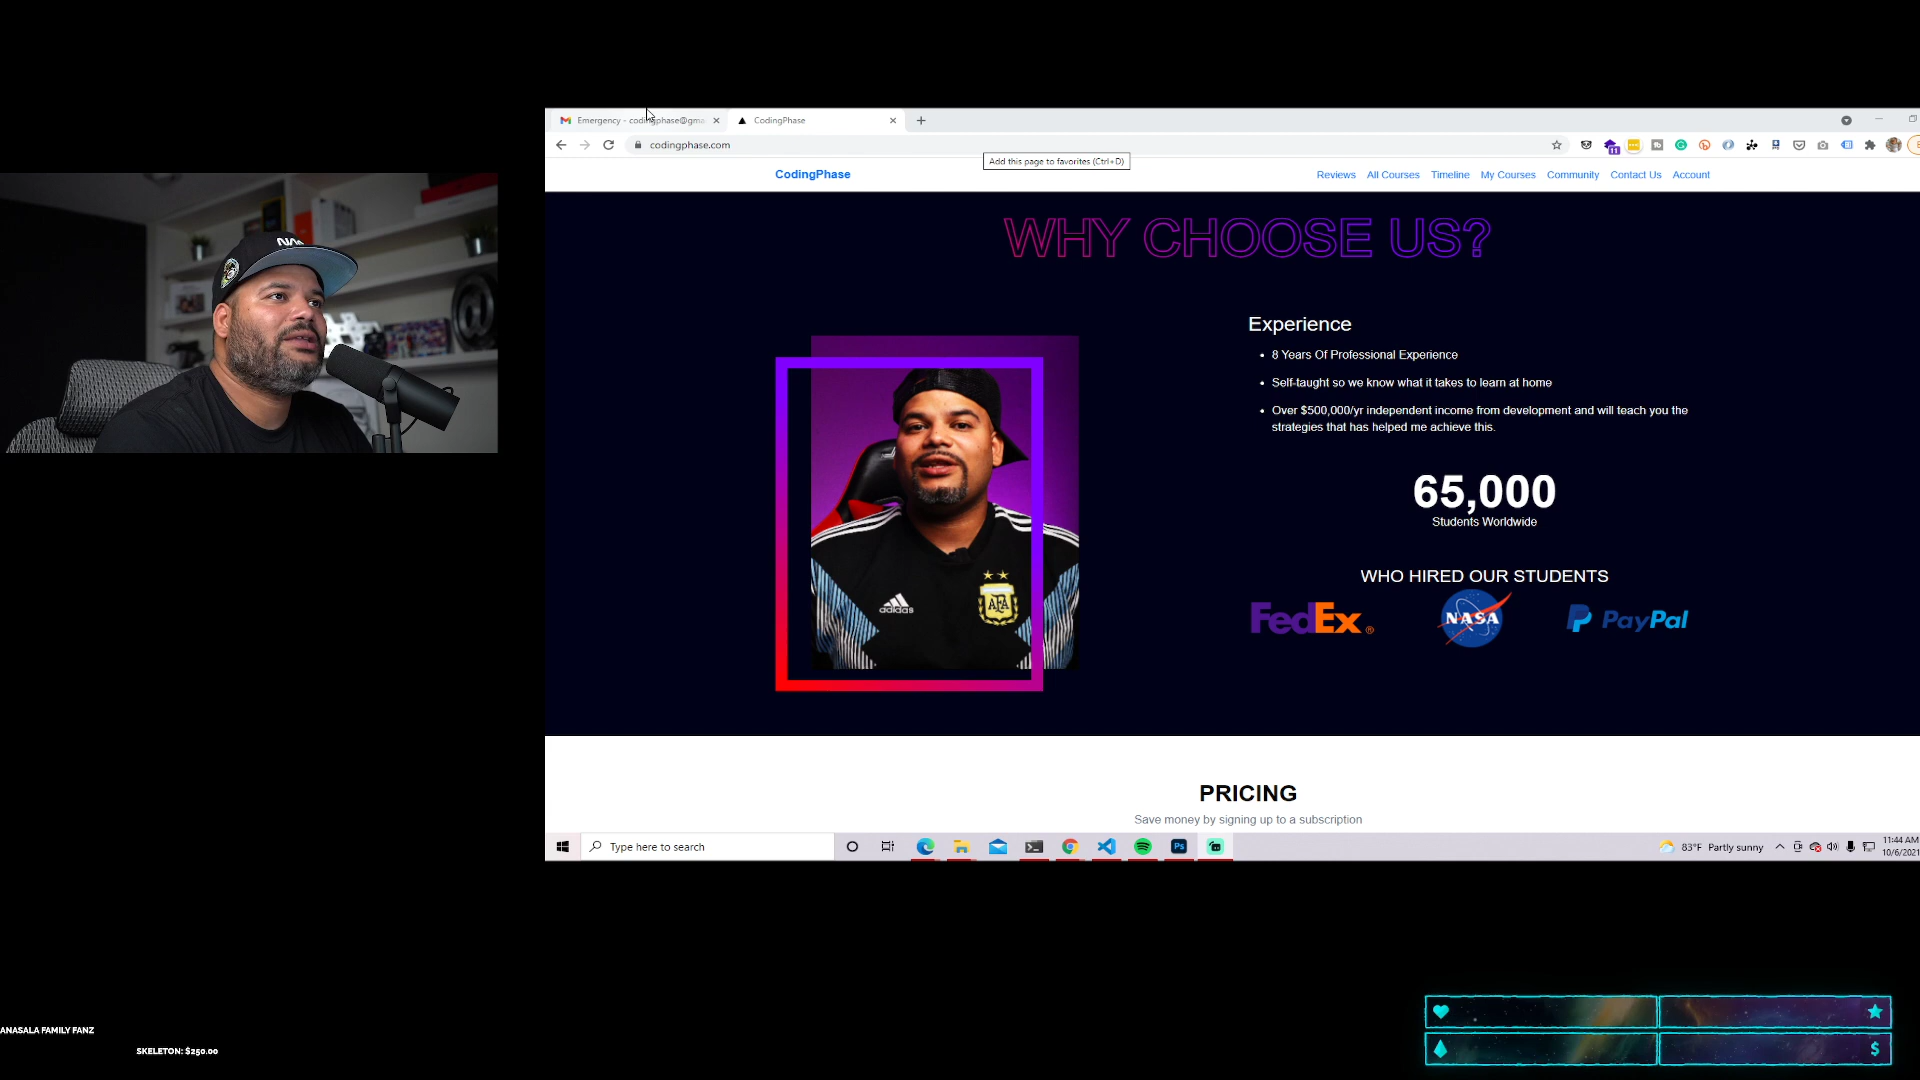 Emergency - codingphase@gma
CodingPhase
codingphase.com
Add this page to favorites (Ctrl+D)
11
CodingPhase
Reviews All Courses Timeline My Courses Community Contact Us Account
WHY CHOOSE US?
Experience
• 8 Years Of Professional Experience
• Self-taught so we know what it takes to learn at home
• Over $500,000/yr independent income from development and will teach you the
strategies that has helped me achieve this.
65,000
Students Worldwide
WHO HIRED OUR STUDENTS
FedEx®
NASA
PayPal
adidas
AFA
PRICING
Save money by signing up to a subscription
Type here to search
Ps
83°F Partly sunny
11:44 AM
10/6/2021
ANASALA FAMILY FANZ
SKELETON: $250.00
$